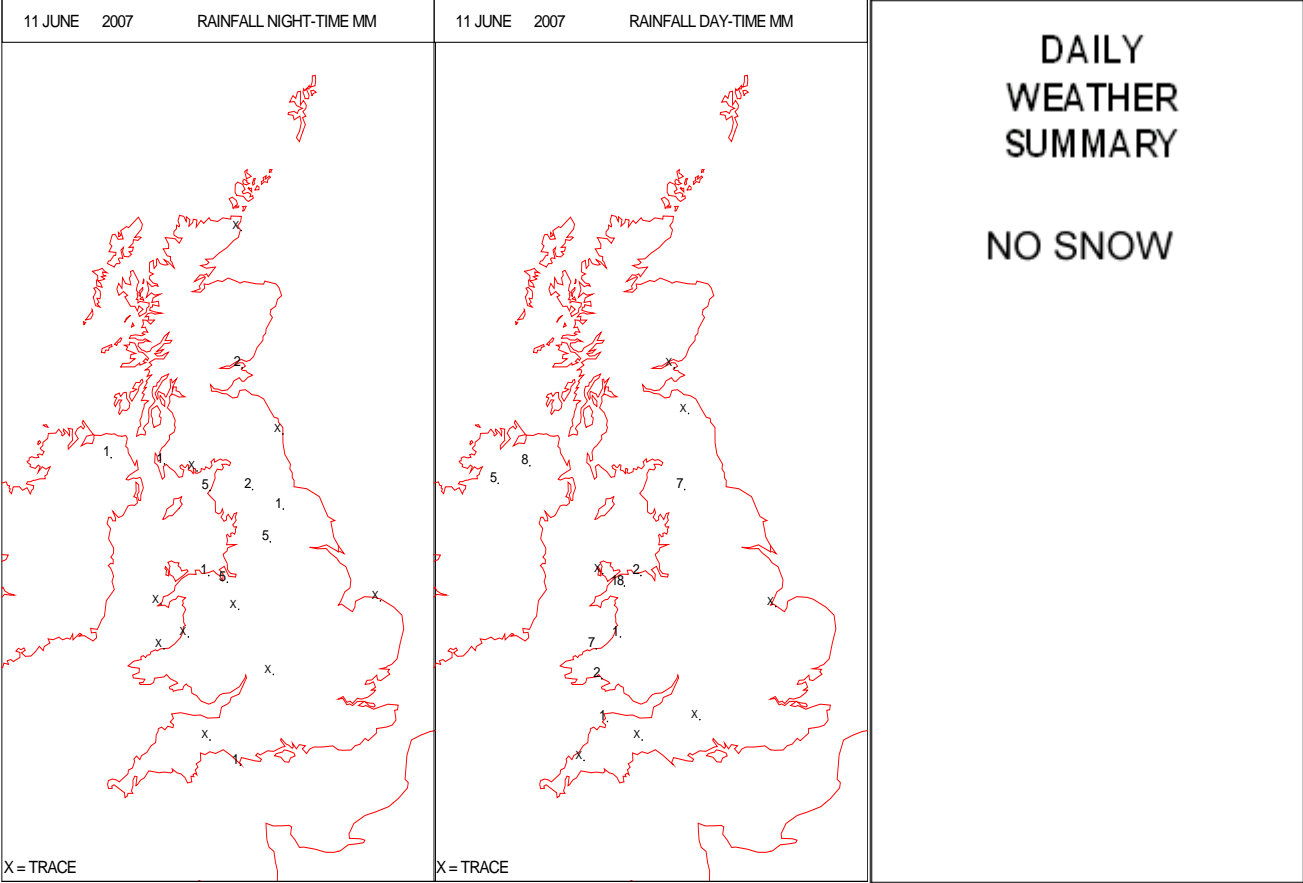 11 JUNE 2007 RAINFALL NIGHT-TIME MM
X.
2.
X.
1.
1.
X.
5.
2.
1.
5.
1.
X.
X.
X.
X.
X.
X.
X.
1.
X = TRACE
11 JUNE 2007 RAINFALL DAY-TIME MM
X.
X.
8.
5.
7.
X.
2.
18.
X.
1.
7.
2.
1.
X.
X.
X.
X = TRACE
DAILY
WEATHER
SUMMARY
NO SNOW